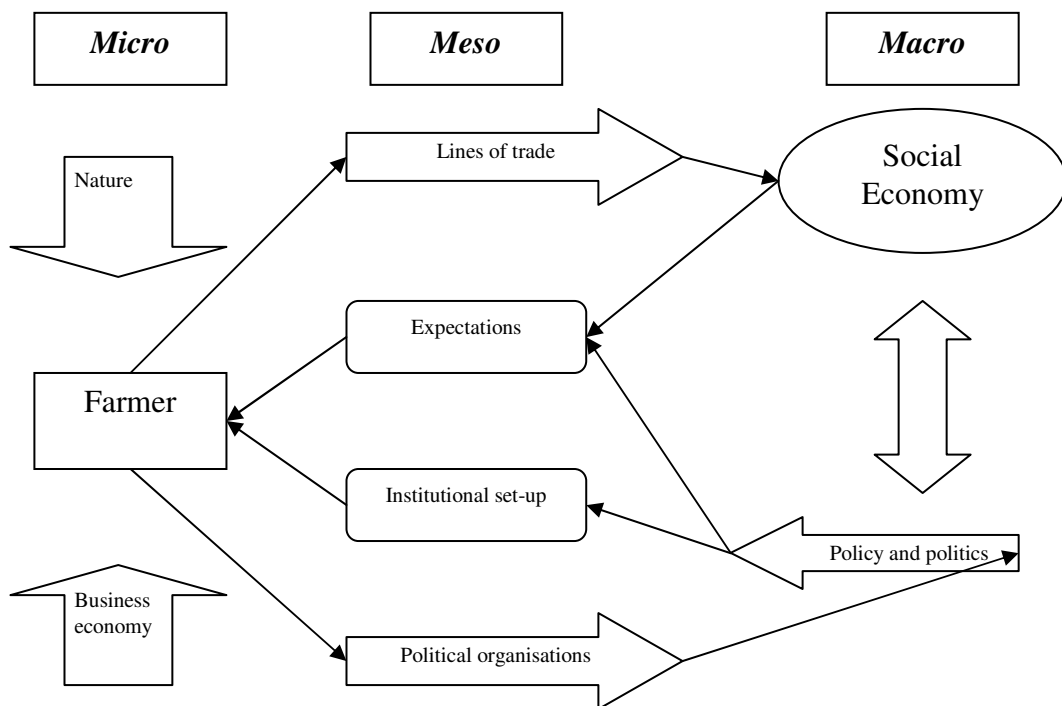 Micro
Meso
Macro
Lines of trade
Social
Economy
Nature
Expectations
Farmer
Institutional set-up
Policy and politics
Business
economy
Political organisations